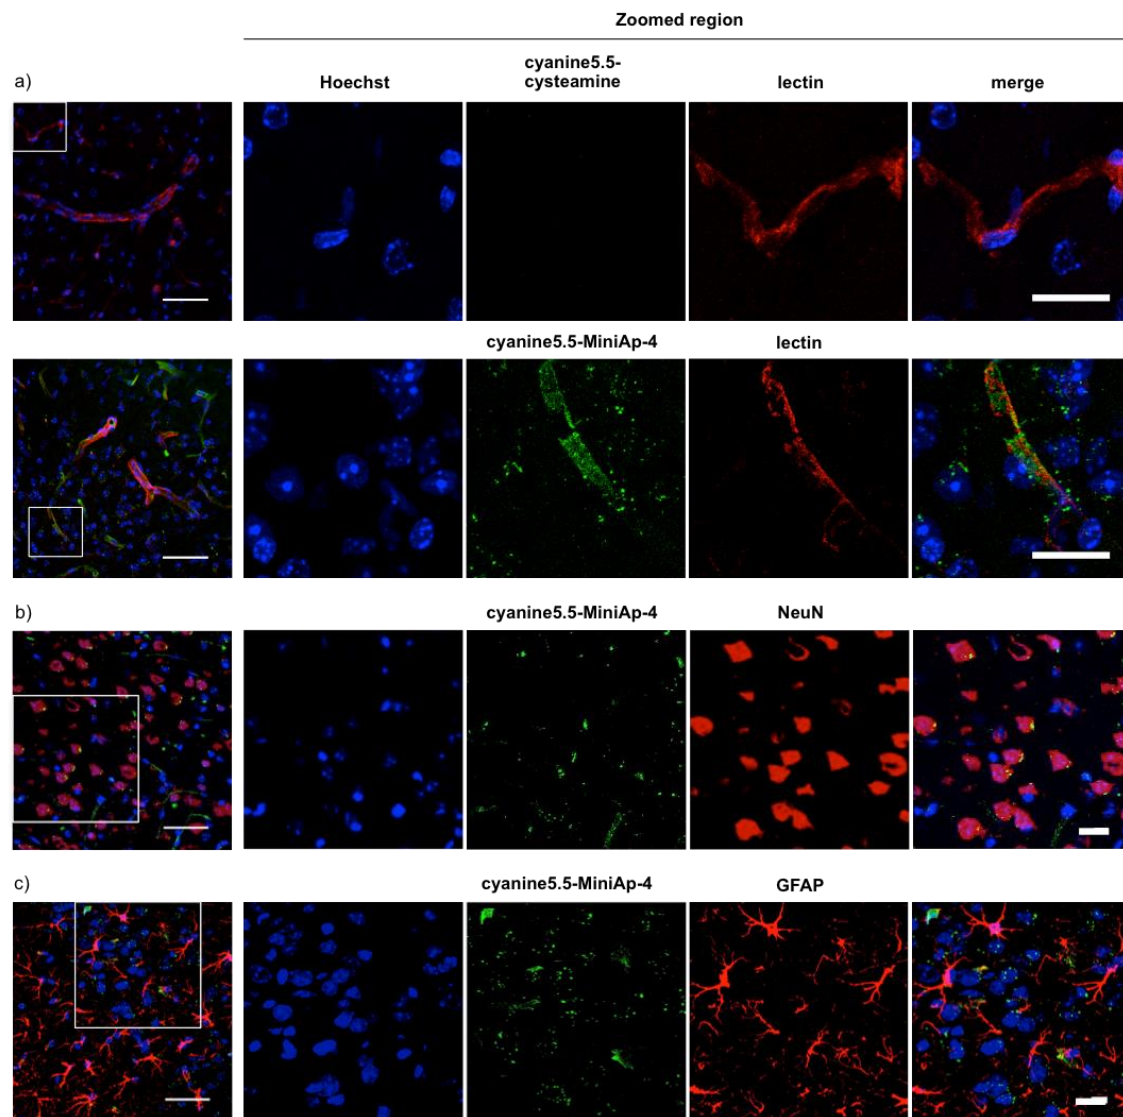 Zoomed region
a)
Hoechst
cyanine5.5-
cysteamine
lectin
merge
cyanine5.5-MiniAp-4
lectin
b)
cyanine5.5-MiniAp-4
NeuN
c)
cyanine5.5-MiniAp-4
GFAP